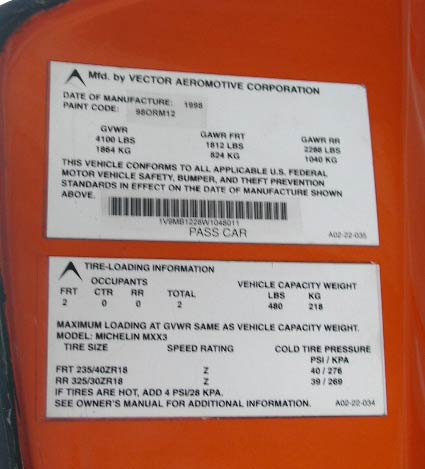 Mfd. by VECTOR AEROMOTIVE CORPORATION
DATE OF MANUFACTURE: 1998
PAINT CODE: 98ORM12
GVWR GAWR FRT GAWR RR
4100 LBS 1812 LBS 2288 LBS
1864 KG 824 KG 1040 KG
THIS VEHICLE CONFORMS TO ALL APPLICABLE U.S. FEDERAL
MOTOR VEHICLE SAFETY, BUMPER, AND THEFT PREVENTION
STANDARDS IN EFFECT ON THE DATE OF MANUFACTURE SHOWN
ABOVE.
1V9MB1228W1048011
PASS CAR A02-22-035
TIRE-LOADING INFORMATION
OCCUPANTS VEHICLE CAPACITY WEIGHT
FRT CTR RR TOTAL LBS KG
2 0 0 2 480 218
MAXIMUM LOADING AT GVWR SAME AS VEHICLE CAPACITY WEIGHT.
MODEL: MICHELIN MXX3
TIRE SIZE SPEED RATING COLD TIRE PRESSURE
PSI / KPA
FRT 235/40ZR18 Z 40 / 276
RR 325/30ZR18 Z 39 / 269
IF TIRES ARE HOT, ADD 4 PSI/28 KPA.
SEE OWNER'S MANUAL FOR ADDITIONAL INFORMATION. A02-22-034